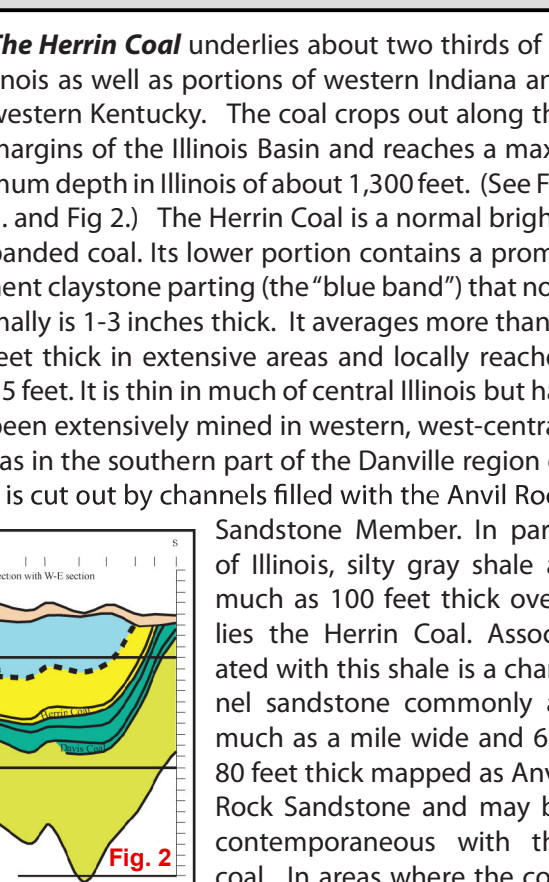 The Herrin Coal underlies about two thirds of
inois as well as portions of western Indiana an
western Kentucky. The coal crops out along th
margins of the Illinois Basin and reaches a max
mum depth in Illinois of about 1,300 feet. (See F
. and Fig 2.) The Herrin Coal is a normal brigh
banded coal. Its lower portion contains a prom
nent claystone parting (the “blue band”) that no
mally is 1-3 inches thick. It averages more than
feet thick in extensive areas and locally reache
5 feet. It is thin in much of central Illinois but ha
been extensively mined in western, west-centra
as in the southern part of the Danville region
is cut out by channels filled with the Anvil Roc
Sandstone Member. In par
of Illinois, silty gray shale a
much as 100 feet thick ove
lies the Herrin Coal. Assoc
ated with this shale is a chan
nel sandstone commonly a
much as a mile wide and 6
80 feet thick mapped as Anv
Rock Sandstone and may b
contemporaneous with th
coal. In areas where the co
S
ection with W-E section
Herrin Coal
Davis Coal
Fig. 2